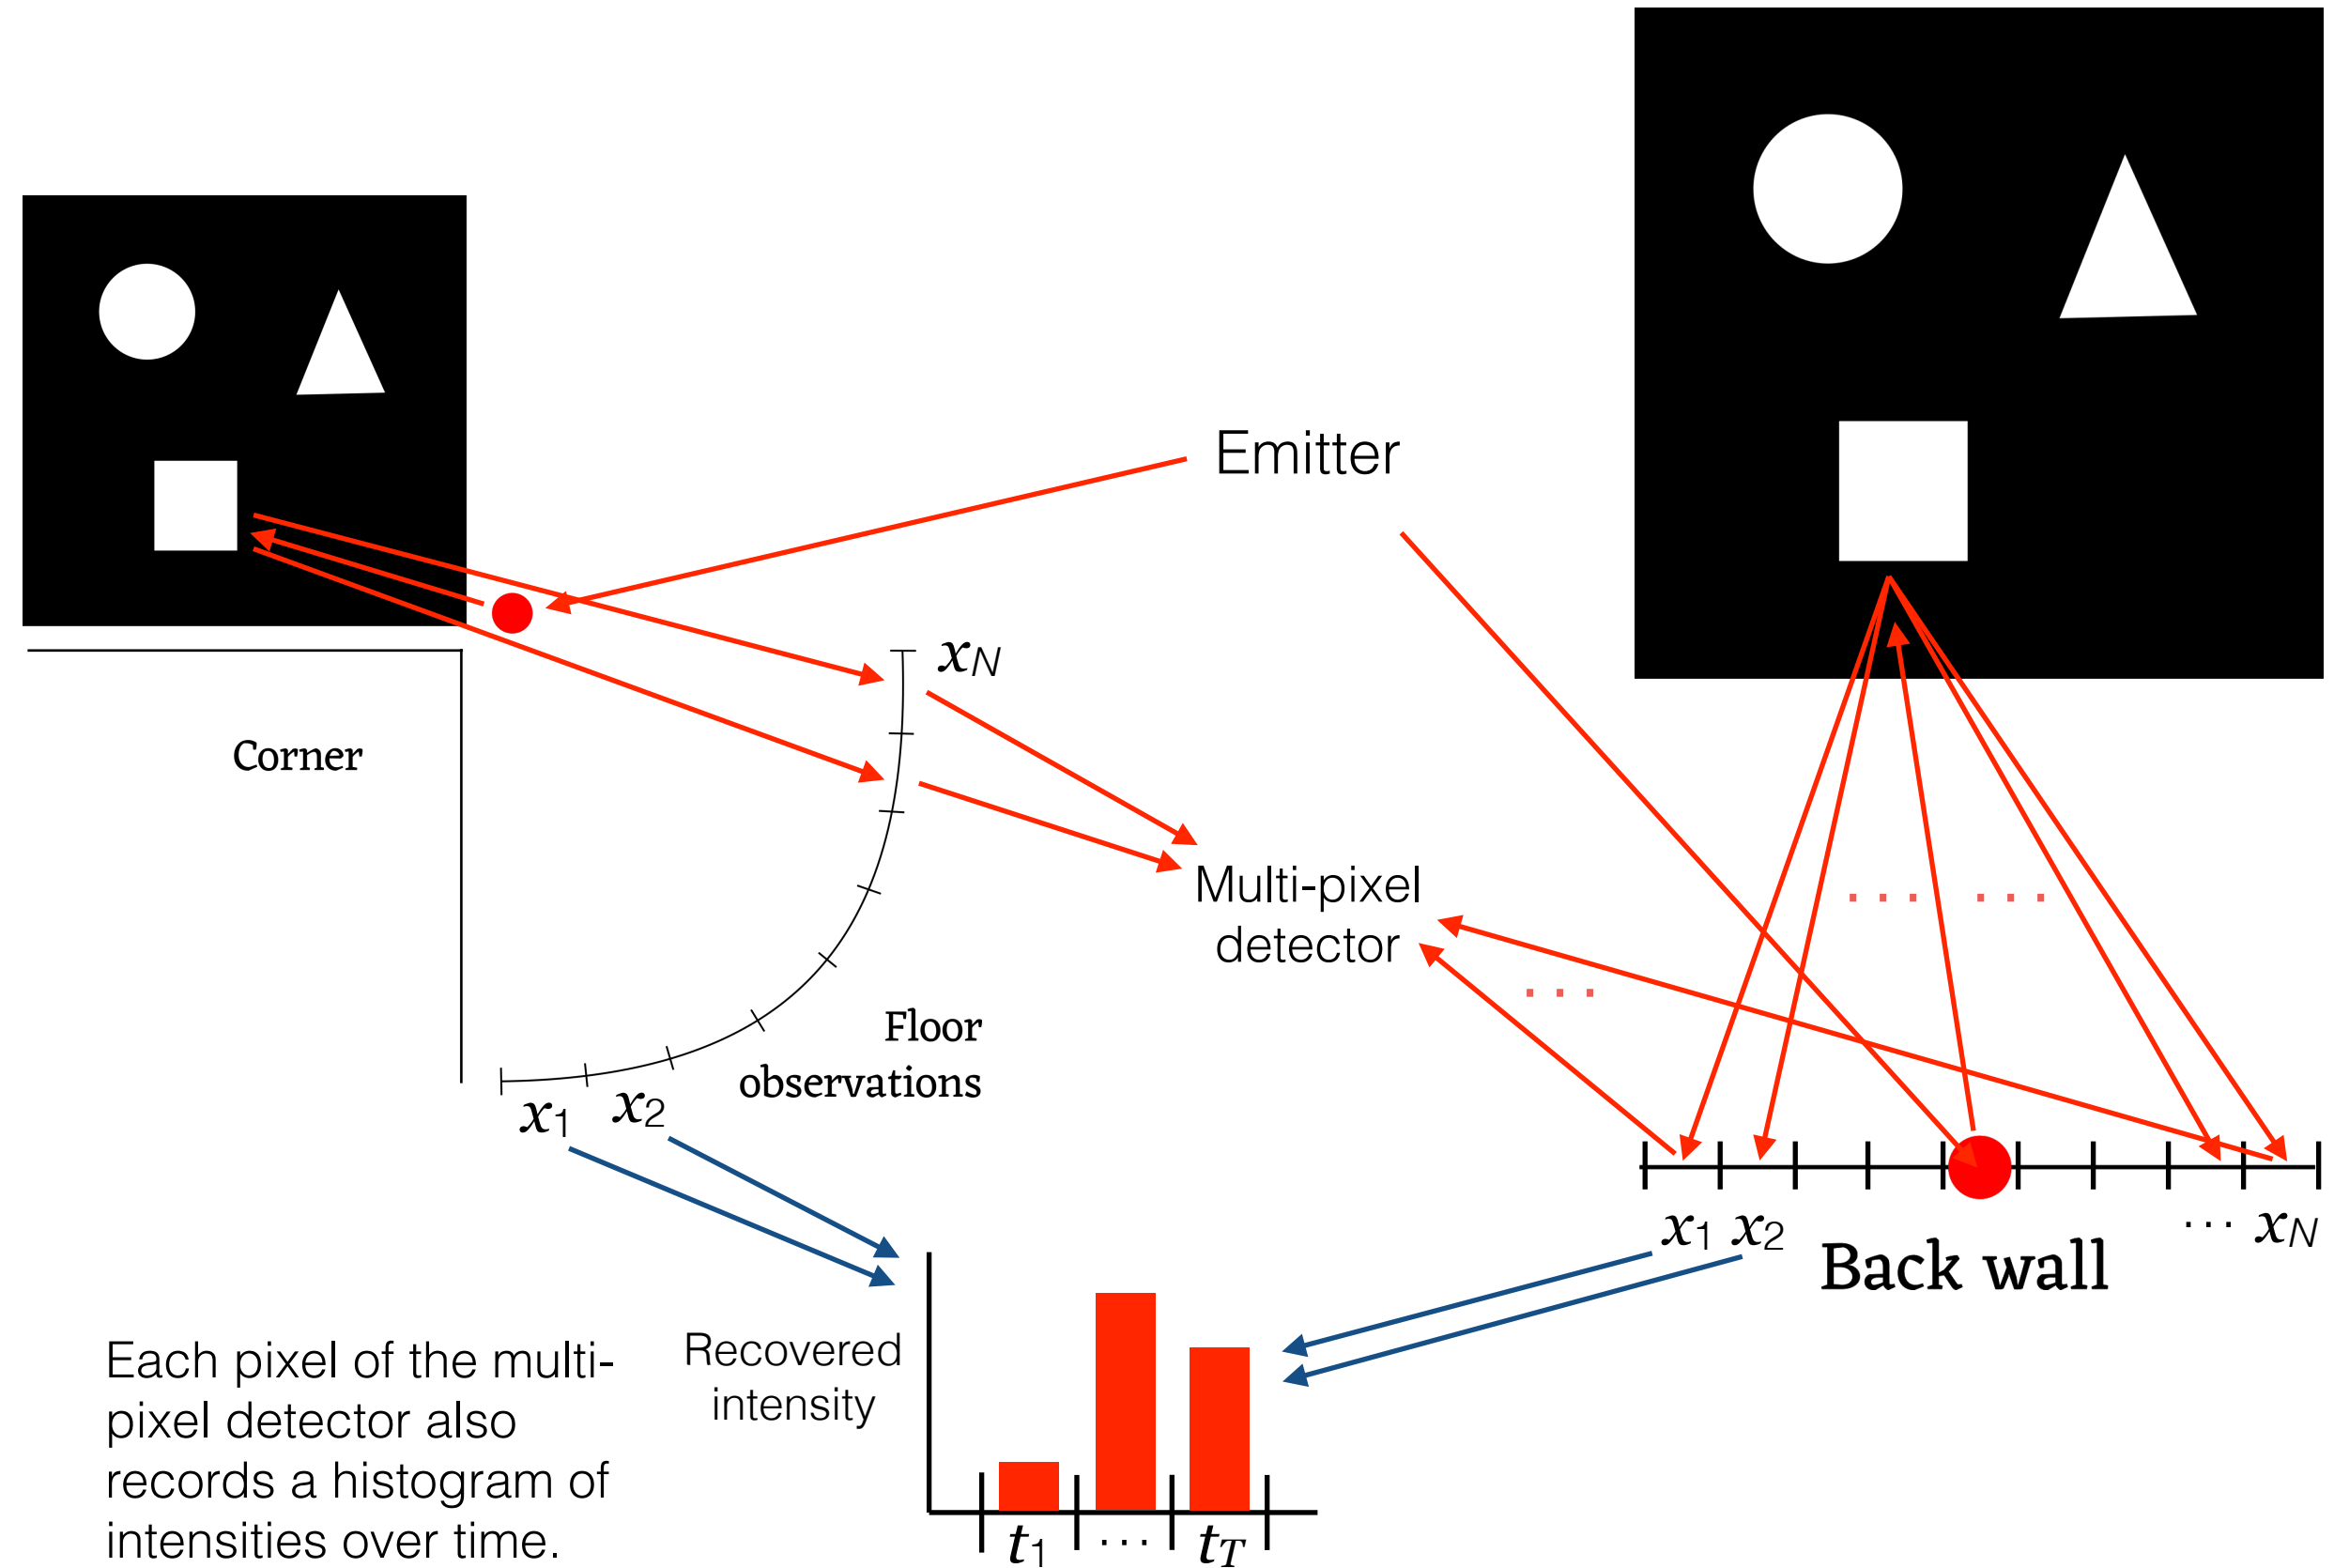 Emitter
x_N
Corner
Multi-pixel
detector
Floor
observations
x_1
x_2
x_1
x_2
...
x_N
Back wall
Recovered
intensity
Each pixel of the multi-
pixel detector also
records a histogram of
intensities over time.
t_1
...
t_T